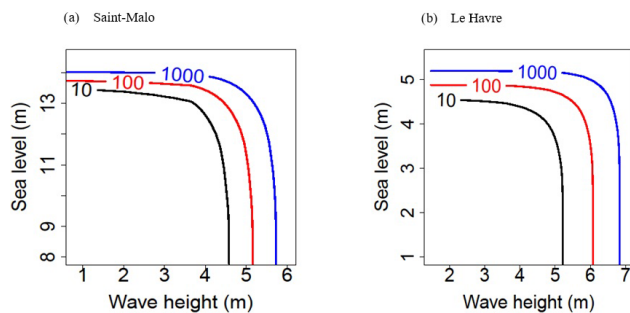 (a) Saint-Malo
1000
100
10
Sea level (m)
13
11
9
8
1 2 3 4 5 6
Wave height (m)
(b) Le Havre
1000
100
10
Sea level (m)
5
4
3
2
1
2 3 4 5 6 7
Wave height (m)